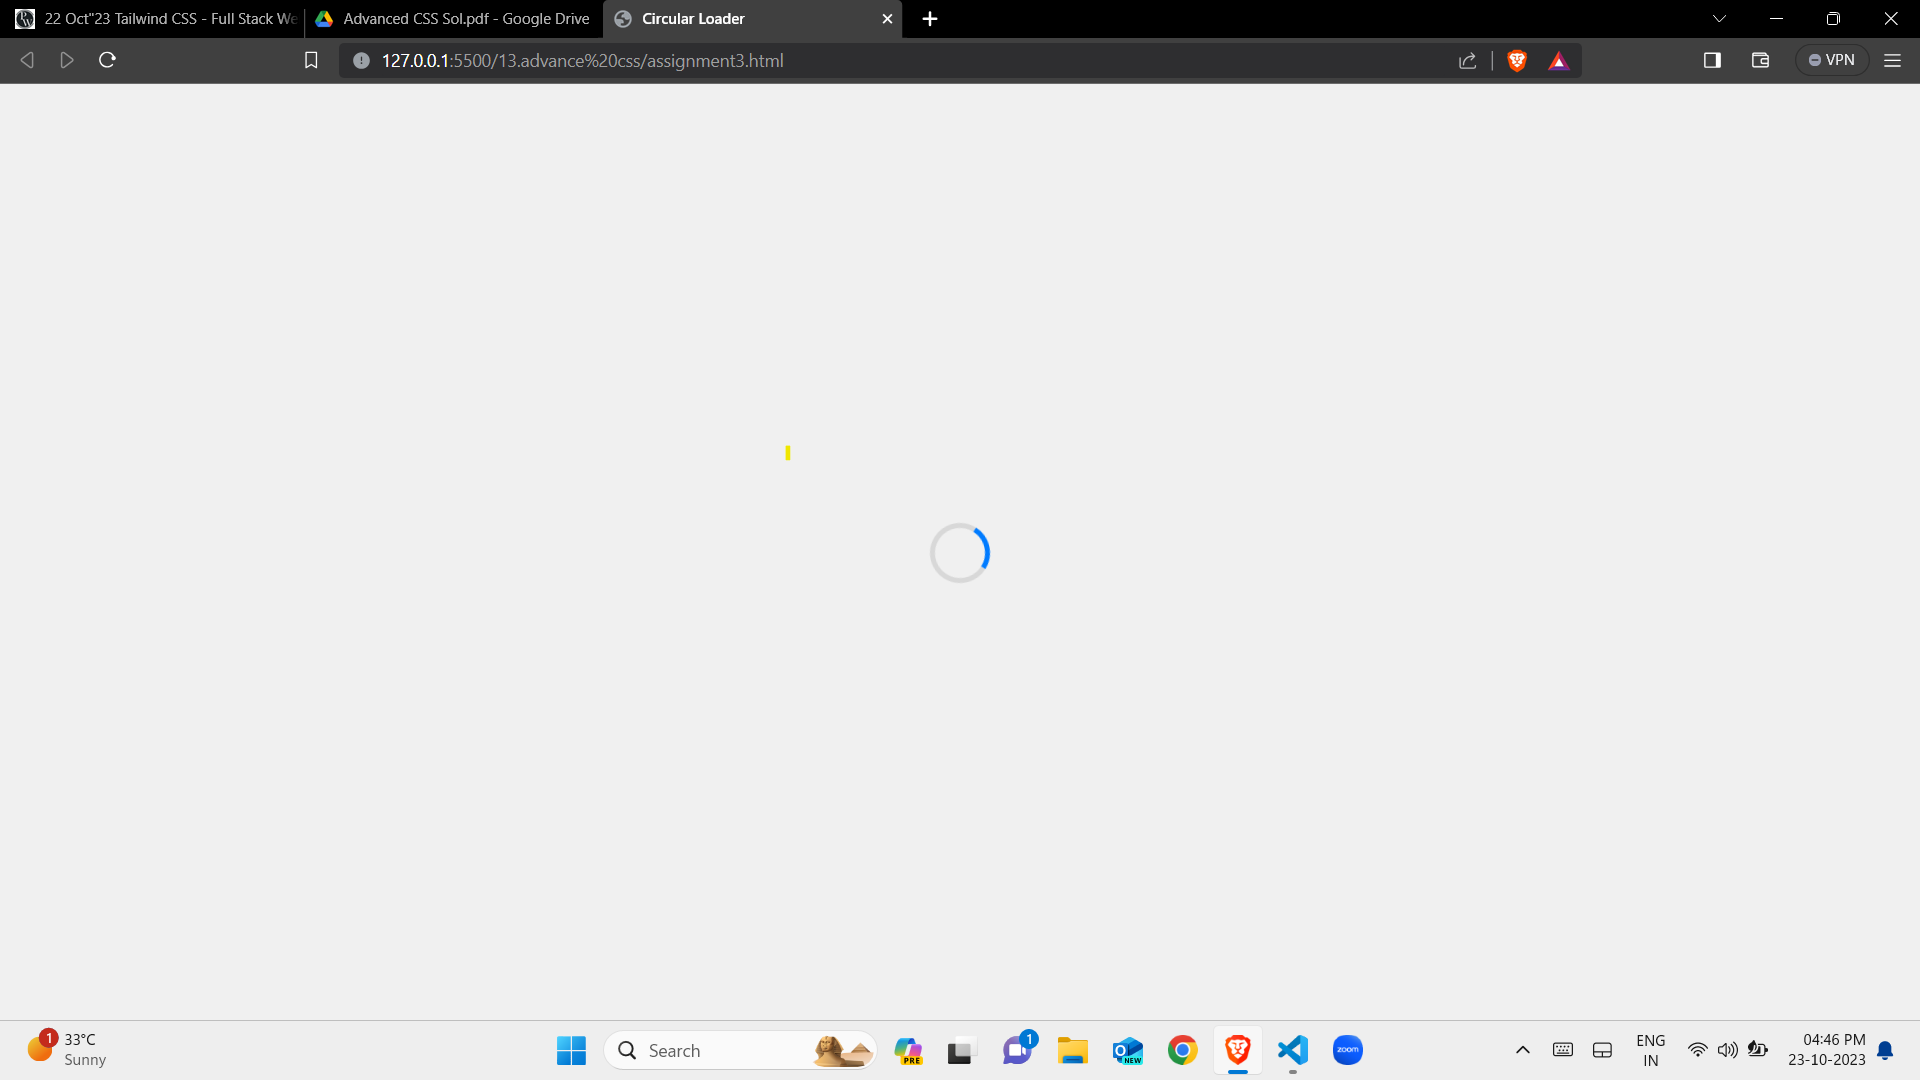 22 Oct"23 Tailwind CSS - Full Stack We
Advanced CSS Sol.pdf - Google Drive
Circular Loader
127.0.0.1:5500/13.advance%20css/assignment3.html
VPN
1
33°C
Sunny
Search
PRE
1
NEW
zoom
ENG
IN
04:46 PM
23-10-2023